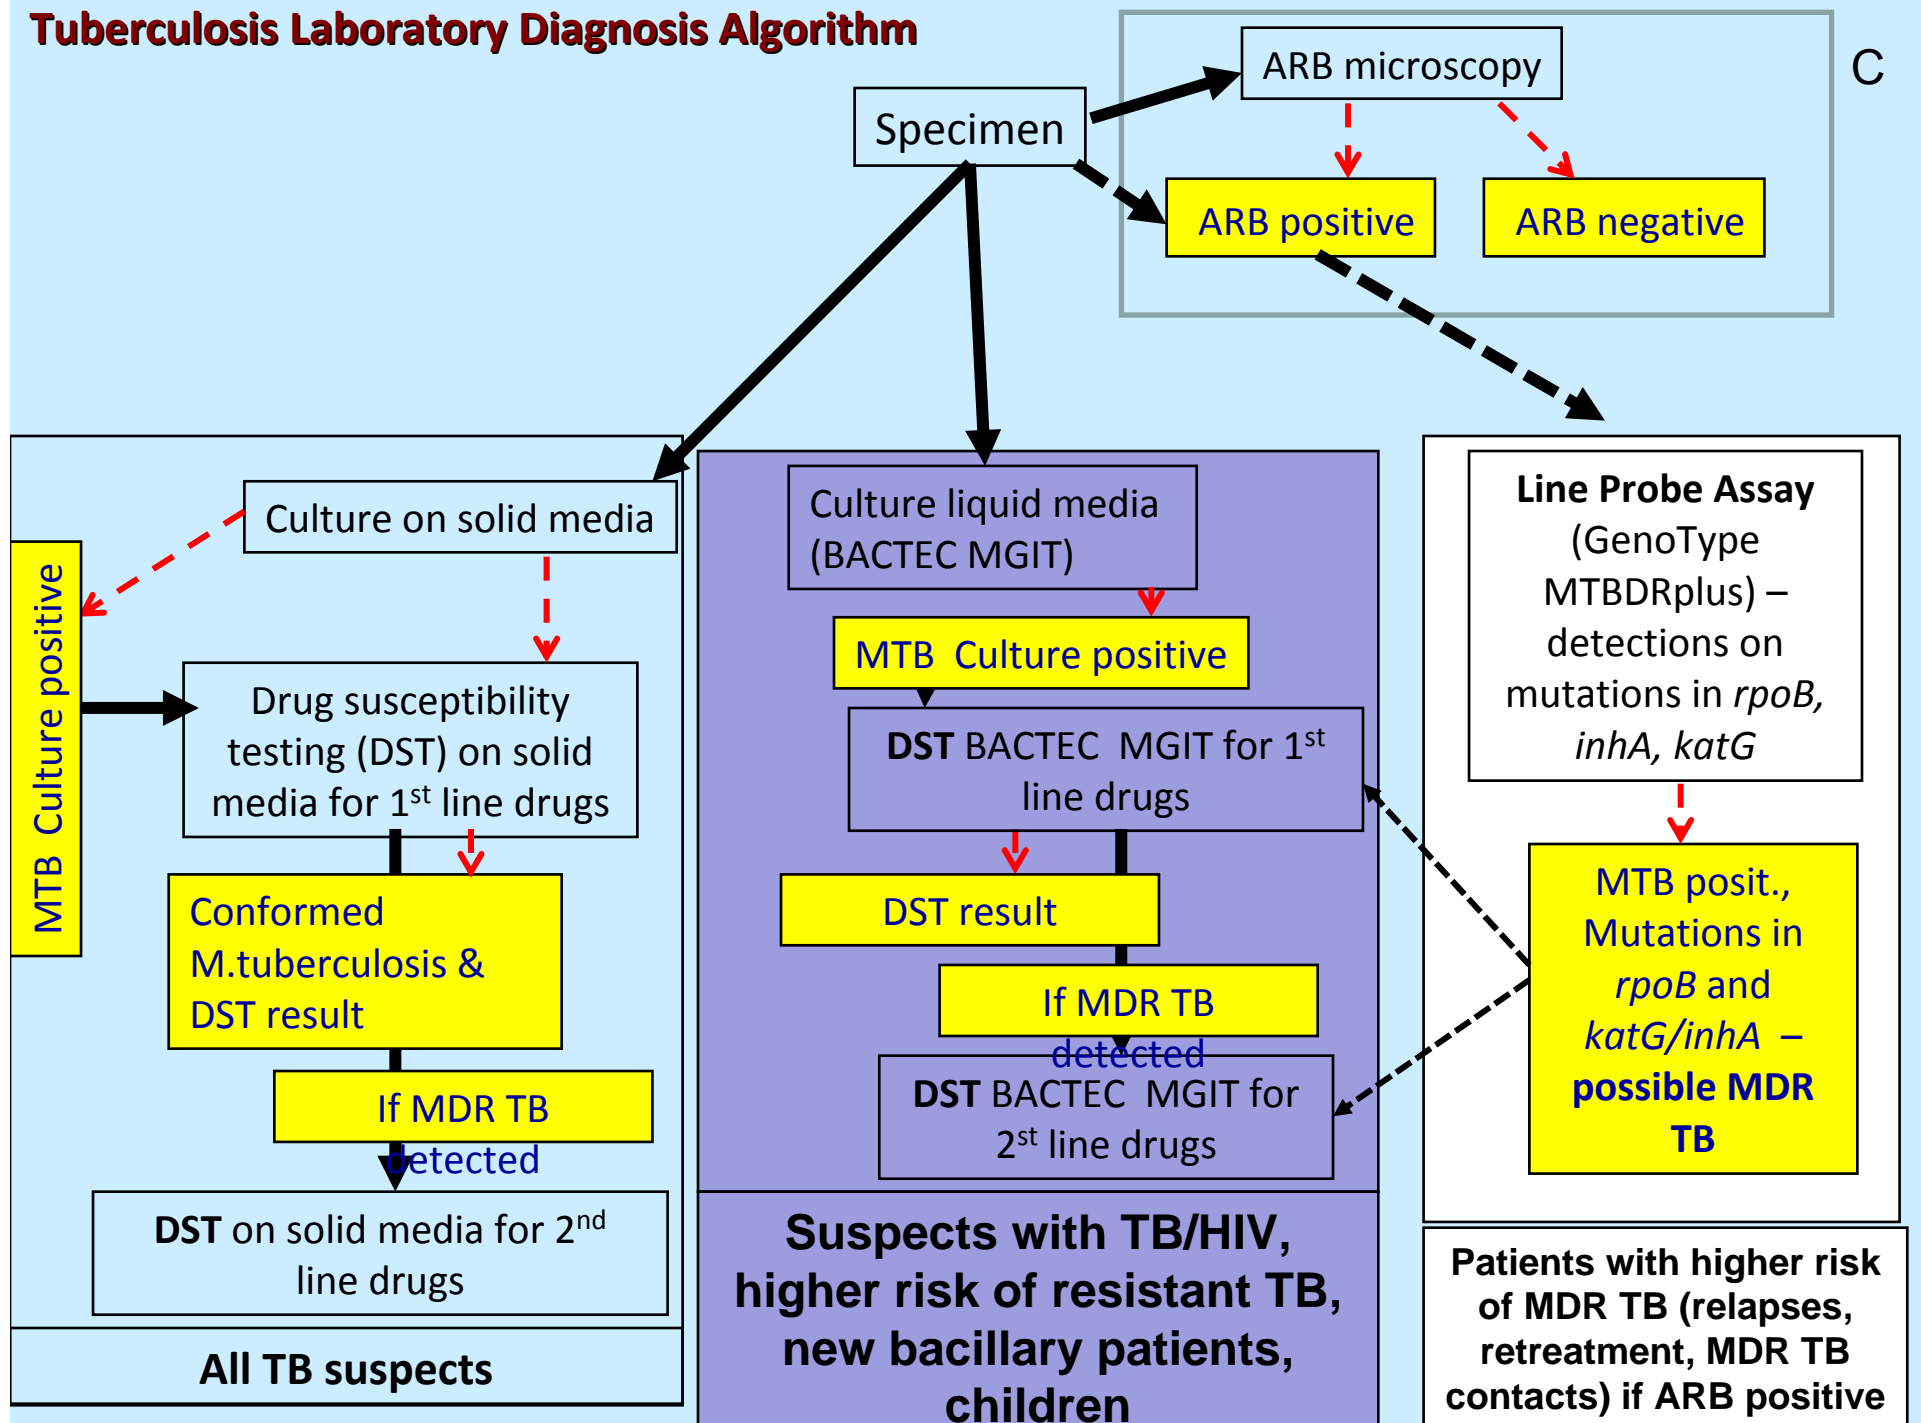 Tuberculosis Laboratory Diagnosis Algorithm
C
ARB microscopy
Specimen
ARB positive
ARB negative
Culture on solid media
MTB Culture positive
Drug susceptibility
testing (DST) on solid
media for 1st line drugs
Conformed
M.tuberculosis &
DST result
If MDR TB
detected
DST on solid media for 2nd
line drugs
All TB suspects
Culture liquid media
(BACTEC MGIT)
MTB Culture positive
DST BACTEC MGIT for 1st
line drugs
DST result
If MDR TB
detected
DST BACTEC MGIT for
2st line drugs
Suspects with TB/HIV,
higher risk of resistant TB,
new bacillary patients,
children
Line Probe Assay
(GenoType
MTBDRplus) –
detections on
mutations in rpoB,
inhA, katG
MTB posit.,
Mutations in
rpoB and
katG/inhA –
possible MDR
TB
Patients with higher risk
of MDR TB (relapses,
retreatment, MDR TB
contacts) if ARB positive